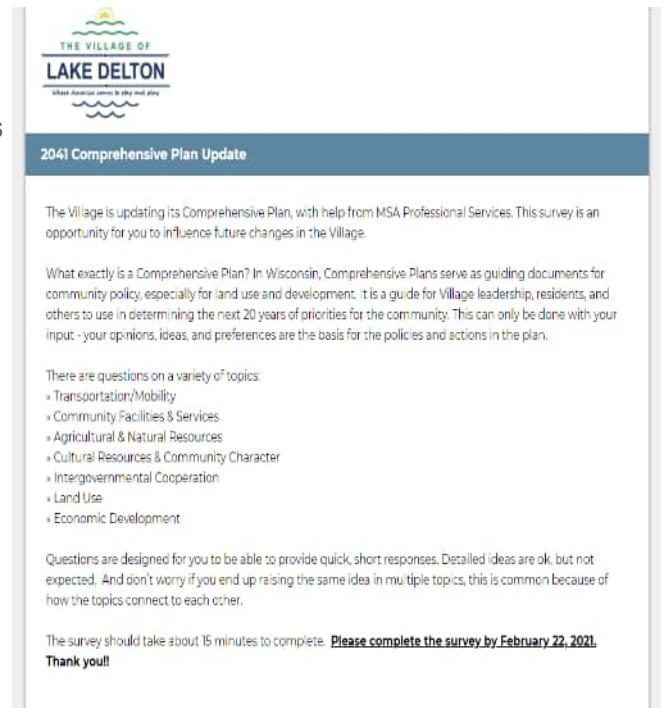 THE VILLAGE OF
LAKE DELTON
Where America comes to stay and play
s
2041 Comprehensive Plan Update
The Village is updating its Comprehensive Plan, with help from MSA Professional Services. This survey is an
opportunity for you to influence future changes in the Village.
What exactly is a Comprehensive Plan? In Wisconsin, Comprehensive Plans serve as guiding documents for
community policy, especially for land use and development. It is a guide for Village leadership, residents, and
others to use in determining the next 20 years of priorities for the community. This can only be done with your
input - your opinions, ideas, and preferences are the basis for the policies and actions in the plan.
There are questions on a variety of topics:
» Transportation/Mobility
» Community Facilities & Services
» Agricultural & Natural Resources
» Cultural Resources & Community Character
» Intergovernmental Cooperation
» Land Use
» Economic Development
Questions are designed for you to be able to provide quick, short responses. Detailed ideas are ok, but not
expected. And don't worry if you end up raising the same idea in multiple topics, this is common because of
how the topics connect to each other.
The survey should take about 15 minutes to complete. Please complete the survey by February 22, 2021.
Thank you!!